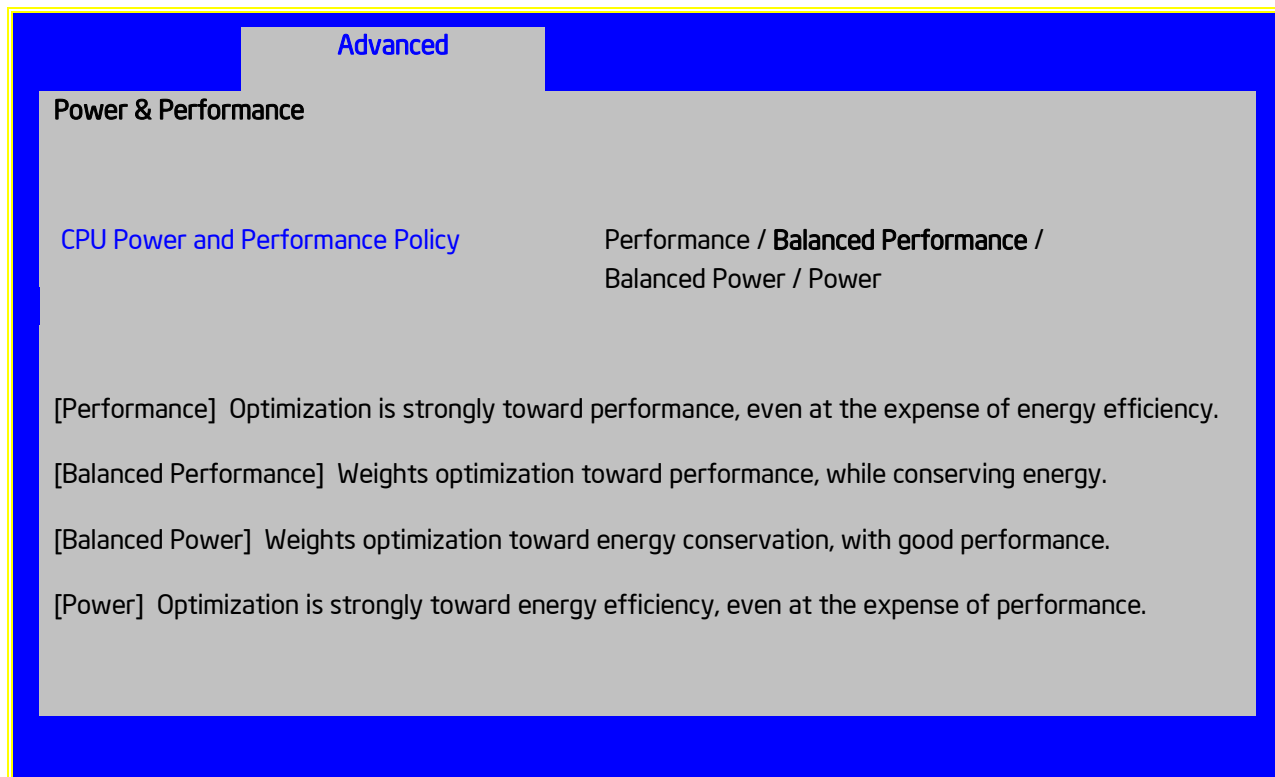 Advanced
Power & Performance
CPU Power and Performance Policy Performance / Balanced Performance /
Balanced Power / Power
[Performance] Optimization is strongly toward performance, even at the expense of energy efficiency.
[Balanced Performance] Weights optimization toward performance, while conserving energy.
[Balanced Power] Weights optimization toward energy conservation, with good performance.
[Power] Optimization is strongly toward energy efficiency, even at the expense of performance.